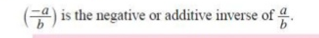 (-a/b) is the negative or additive inverse of a/b.